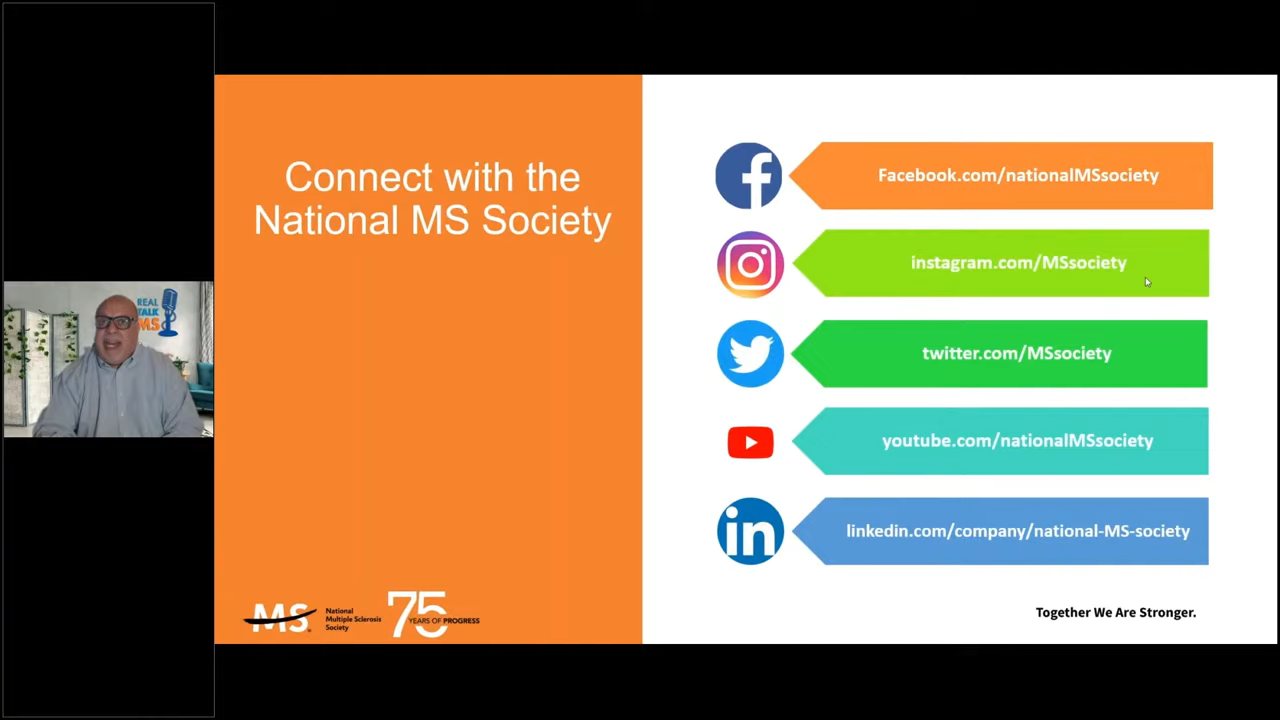 REAL
TALK
MS
Connect with the
National MS Society
Facebook.com/nationalMSsociety
instagram.com/MSsociety
twitter.com/MSsociety
youtube.com/nationalMSsociety
in
linkedin.com/company/national-MS-society
MS
National
Multiple Sclerosis
Society
75
YEARS OF PROGRESS
Together We Are Stronger.